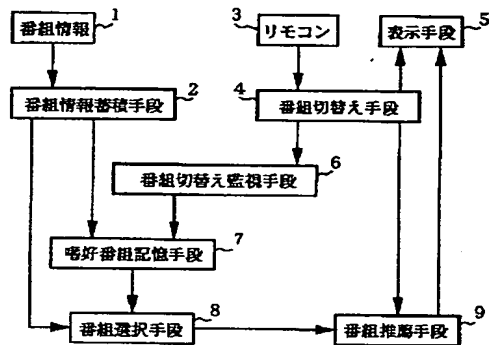 番組情報 1
リモコン 3
表示手段 5
番組情報蓄積手段 2
番組切替え手段 4
番組切替え監視手段 6
嗜好番組記憶手段 7
番組選択手段 8
番組推薦手段 9